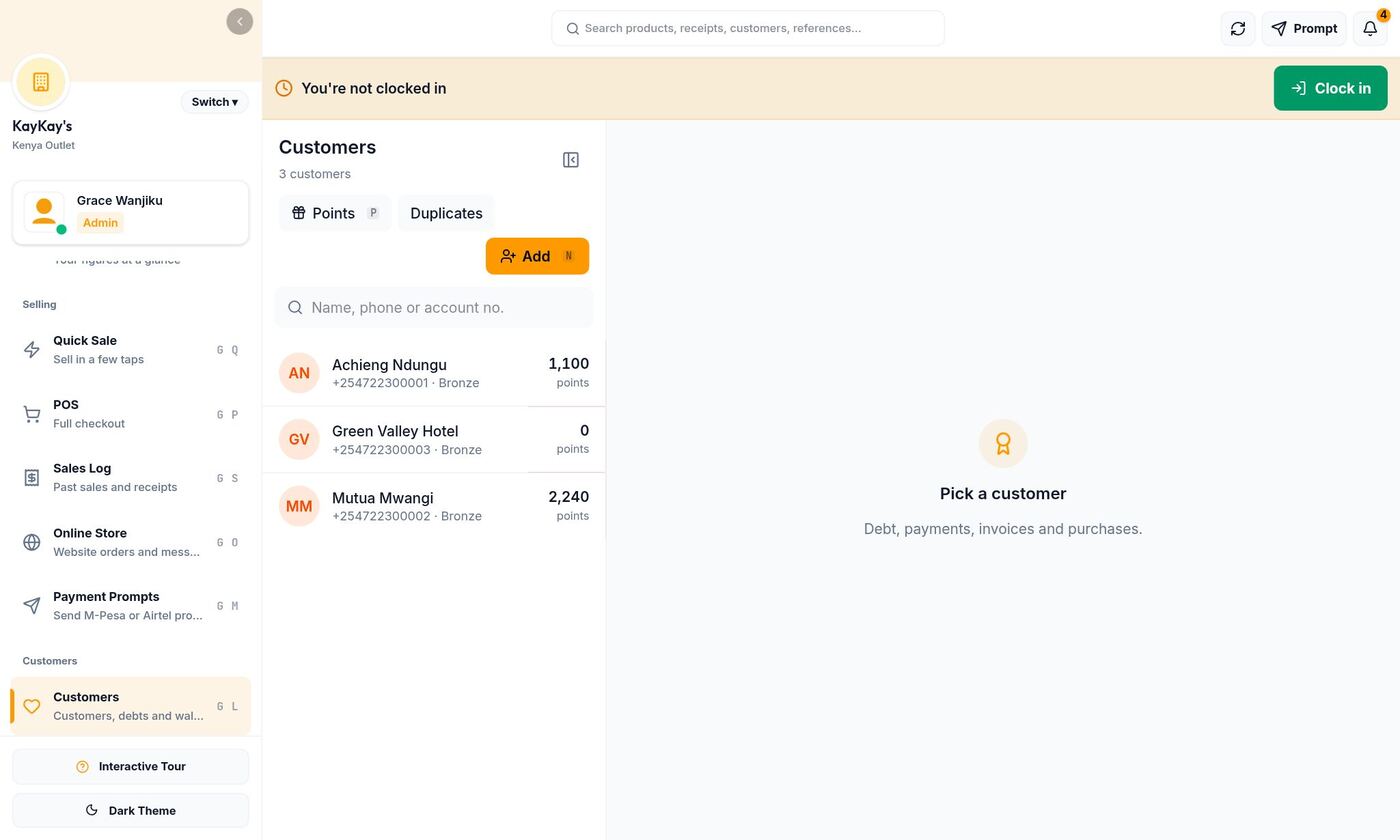 Search products, receipts, customers, references...
Prompt
4
You're not clocked in
Clock in
Switch ▾
KayKay's
Kenya Outlet
Grace Wanjiku
Admin
Your figures at a glance
Selling
Quick Sale
Sell in a few taps
G Q
POS
Full checkout
G P
Sales Log
Past sales and receipts
G S
Online Store
Website orders and mess...
G O
Payment Prompts
Send M-Pesa or Airtel pro...
G M
Customers
Customers
Customers, debts and wal...
G L
Interactive Tour
Dark Theme
Customers
3 customers
Points P
Duplicates
Add N
Name, phone or account no.
AN
Achieng Ndungu
+254722300001 · Bronze
1,100
points
GV
Green Valley Hotel
+254722300003 · Bronze
0
points
MM
Mutua Mwangi
+254722300002 · Bronze
2,240
points
Pick a customer
Debt, payments, invoices and purchases.